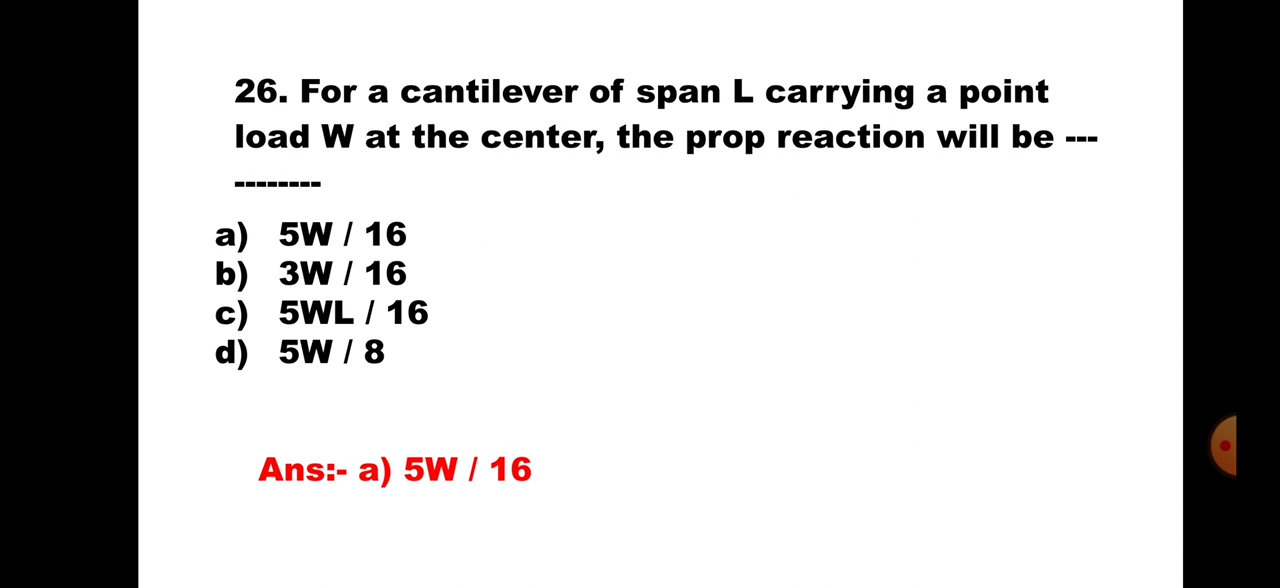 26. For a cantilever of span L carrying a point
load W at the center, the prop reaction will be ---
--------
a) 5W / 16
b) 3W / 16
c) 5WL / 16
d) 5W / 8
Ans:- a) 5W / 16